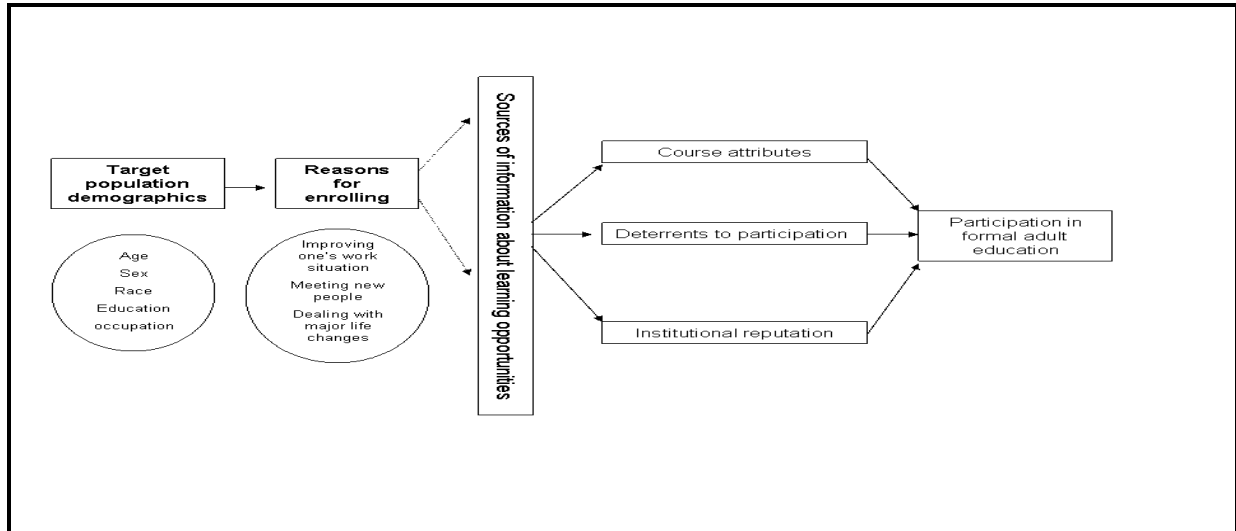 Target
population
demographics
Age
Sex
Race
Education
occupation
Reasons
for
enrolling
Improving
one's work
situation
Meeting new
people
Dealing with
major life
changes
Sources of information about learning opportunities
Course attributes
Deterrents to participation
Institutional reputation
Participation in
formal adult
education